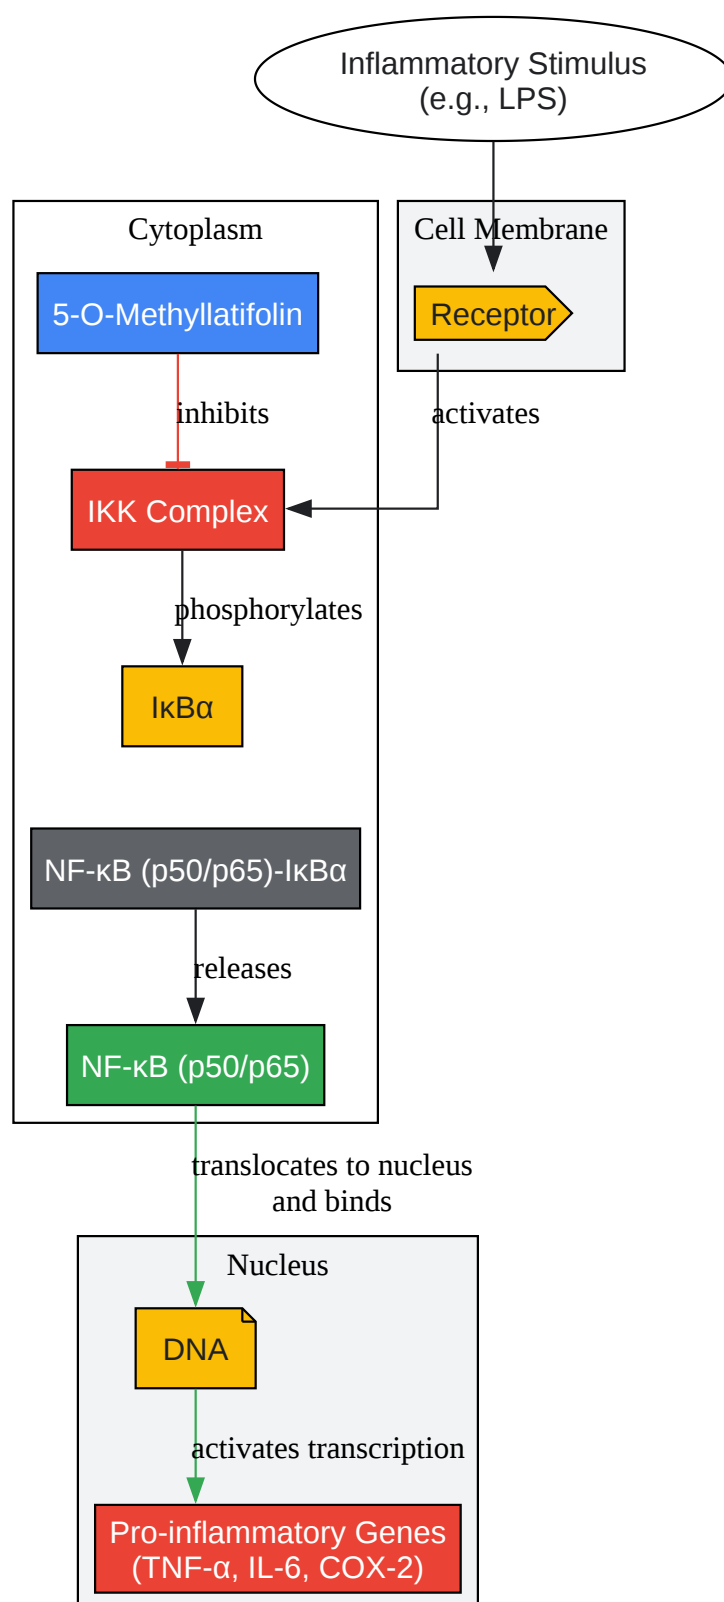 Inflammatory Stimulus
(e.g., LPS)
Cytoplasm
Cell Membrane
5-O-Methyllatifolin
Receptor
inhibits
activates
IKK Complex
phosphorylates
IκBα
NF-κB (p50/p65)-IκBα
releases
NF-κB (p50/p65)
translocates to nucleus
and binds
Nucleus
DNA
activates transcription
Pro-inflammatory Genes
(TNF-α, IL-6, COX-2)